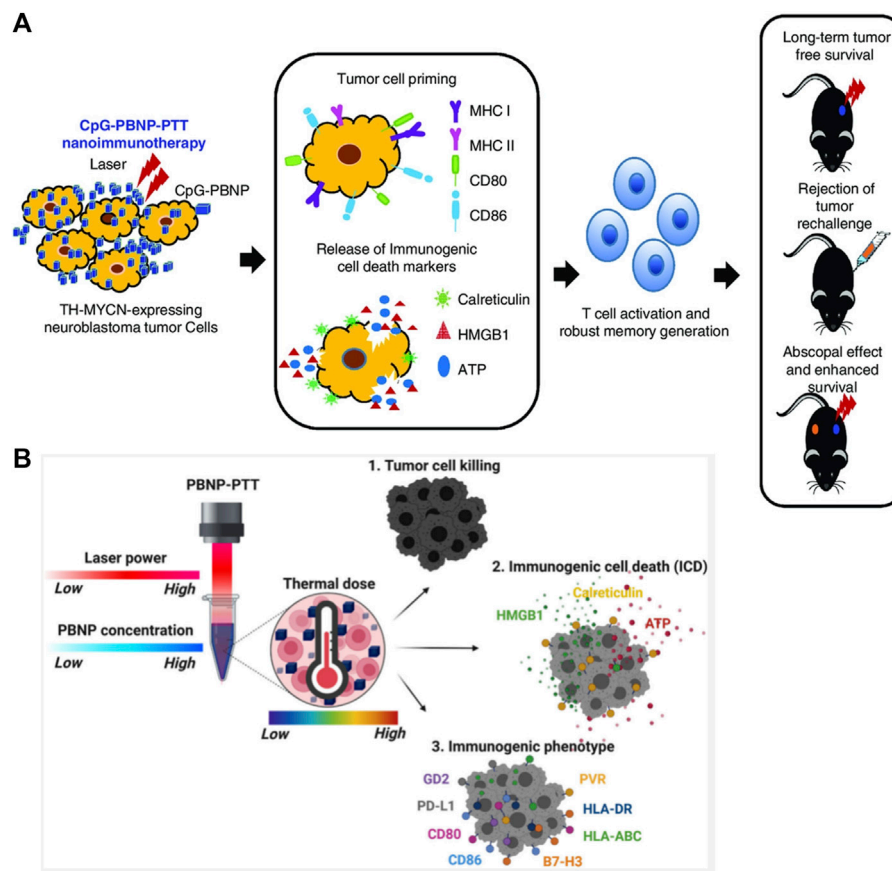 A
CpG-PBNP-PTT
nanoimmunotherapy
Laser
CpG-PBNP
TH-MYCN-expressing
neuroblastoma tumor Cells
Tumor cell priming
MHC I
MHC II
CD80
CD86
Release of Immunogenic
cell death markers
Calreticulin
HMGB1
ATP
T cell activation and
robust memory generation
Long-term tumor
free survival
Rejection of
tumor
rechallenge
Abscopal effect
and enhanced
survival
B
PBNP-PTT
Laser power
Low High
PBNP concentration
Low High
Thermal dose
Low High
1. Tumor cell killing
2. Immunogenic cell death (ICD)
Calreticulin
HMGB1
ATP
3. Immunogenic phenotype
GD2
PVR
PD-L1
HLA-DR
CD80
HLA-ABC
CD86
B7-H3